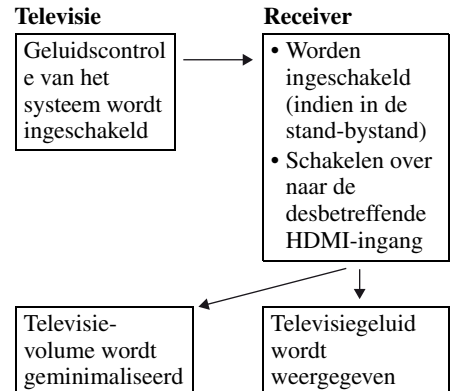 Televisie
Geluidscontrol
e van het
systeem wordt
ingeschakeld
Receiver
• Worden
ingeschakeld
(indien in de
stand-bystand)
• Schakelen over
naar de
desbetreffende
HDMI-ingang
Televisie-
volume wordt
geminimaliseerd
Televisiegeluid
wordt
weergegeven